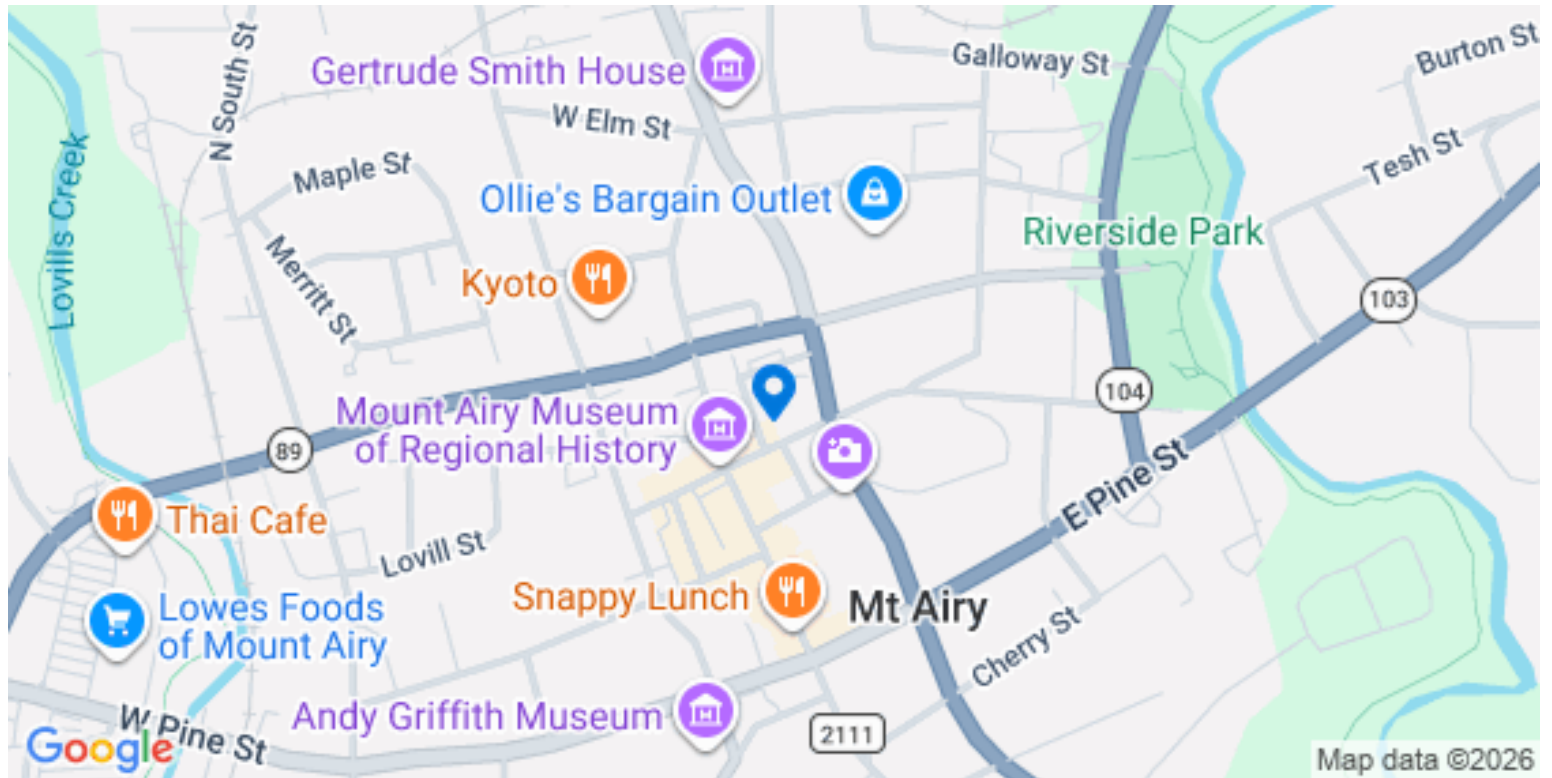 Gertrude Smith House
Galloway St
Burton St
N South St
W Elm St
Tesh St
Maple St
Lovills Creek
Ollie's Bargain Outlet
Riverside Park
Merritt St
Kyoto
103
104
Mount Airy Museum
of Regional History
89
E Pine St
Thai Cafe
Lovill St
Snappy Lunch
Mt Airy
Lowes Foods
of Mount Airy
Cherry St
Andy Griffith Museum
W Pine St
2111
Google
Map data ©2026